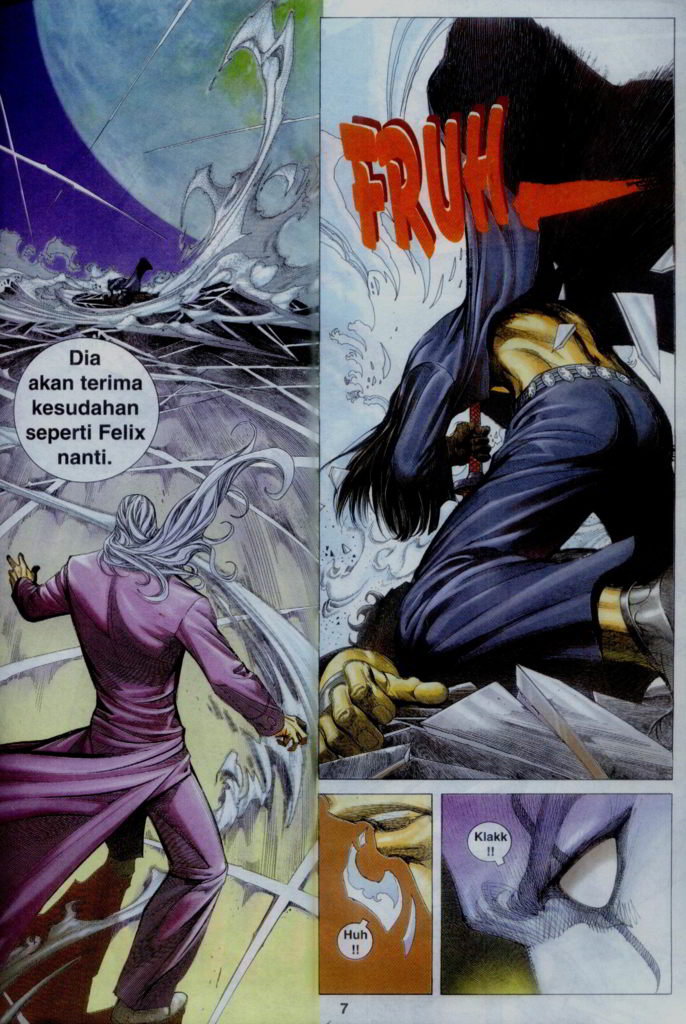 Dia
akan terima
kesudahan
seperti Felix
nanti.
FRUH
Huh
!!
Klakk
!!
7